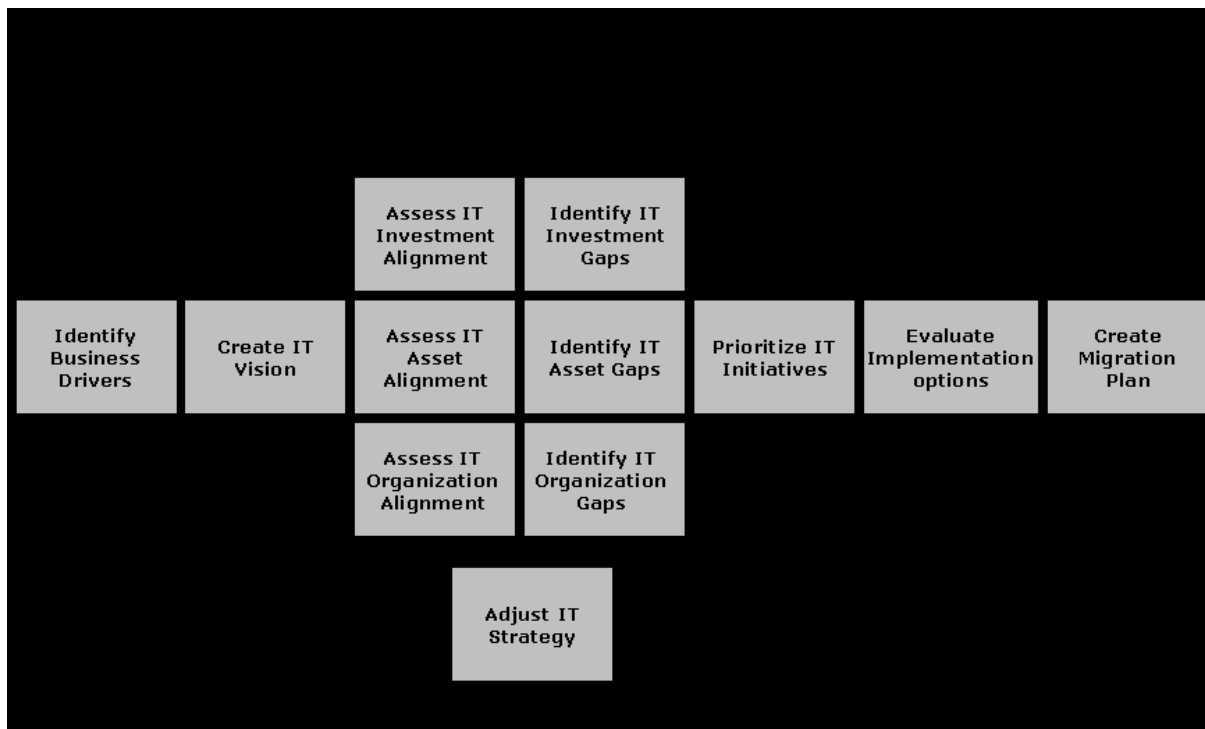 Assess IT
Investment
Alignment
Identify IT
Investment
Gaps
Identify
Business
Drivers
Create IT
Vision
Assess IT
Asset
Alignment
Identify IT
Asset Gaps
Prioritize IT
Initiatives
Evaluate
Implementation
options
Create
Migration
Plan
Assess IT
Organization
Alignment
Identify IT
Organization
Gaps
Adjust IT
Strategy